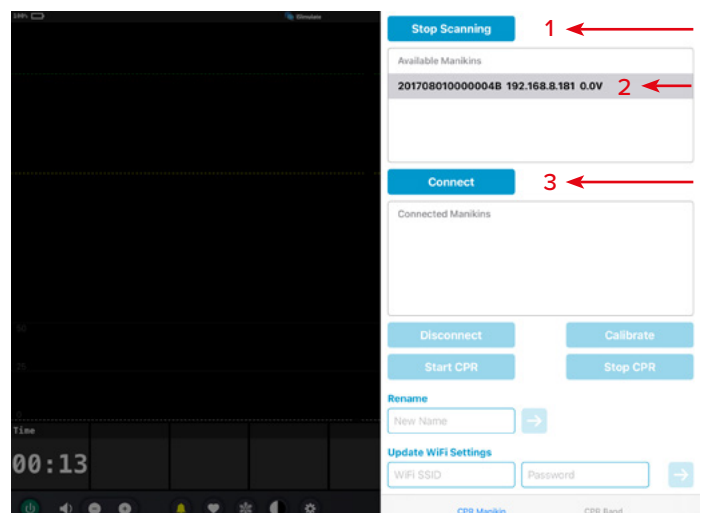 100%
iSimulate
Stop Scanning 1
Available Manikins
201708010000004B 192.168.8.181 0.0V 2
Connect 3
Connected Manikins
50
25
0
Time
00:13
Disconnect Calibrate
Start CPR Stop CPR
Rename
New Name
Update WiFi Settings
WiFi SSID Password
CPR Manikin CPR Band